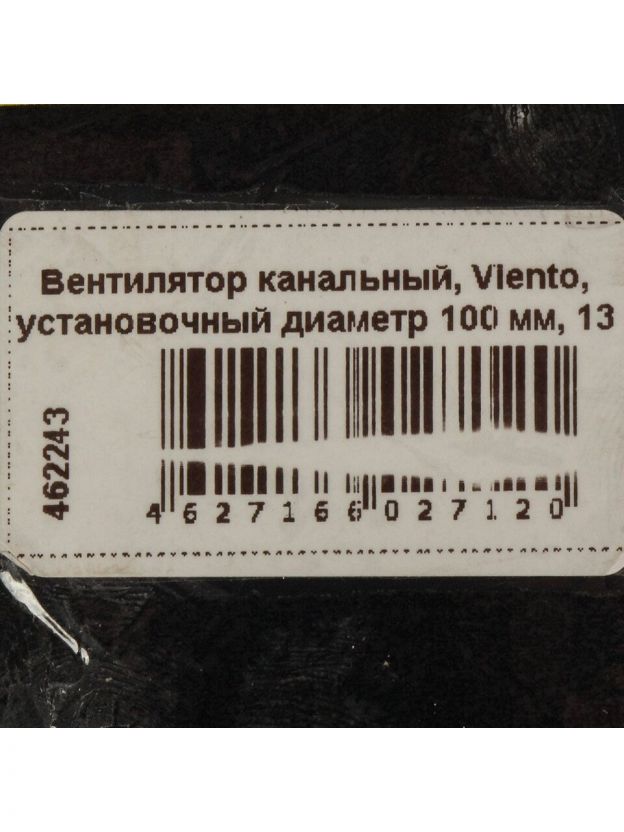 Вентилятор канальный, Viento,
установочный диаметр 100 мм, 13
462243
4 627166 027120